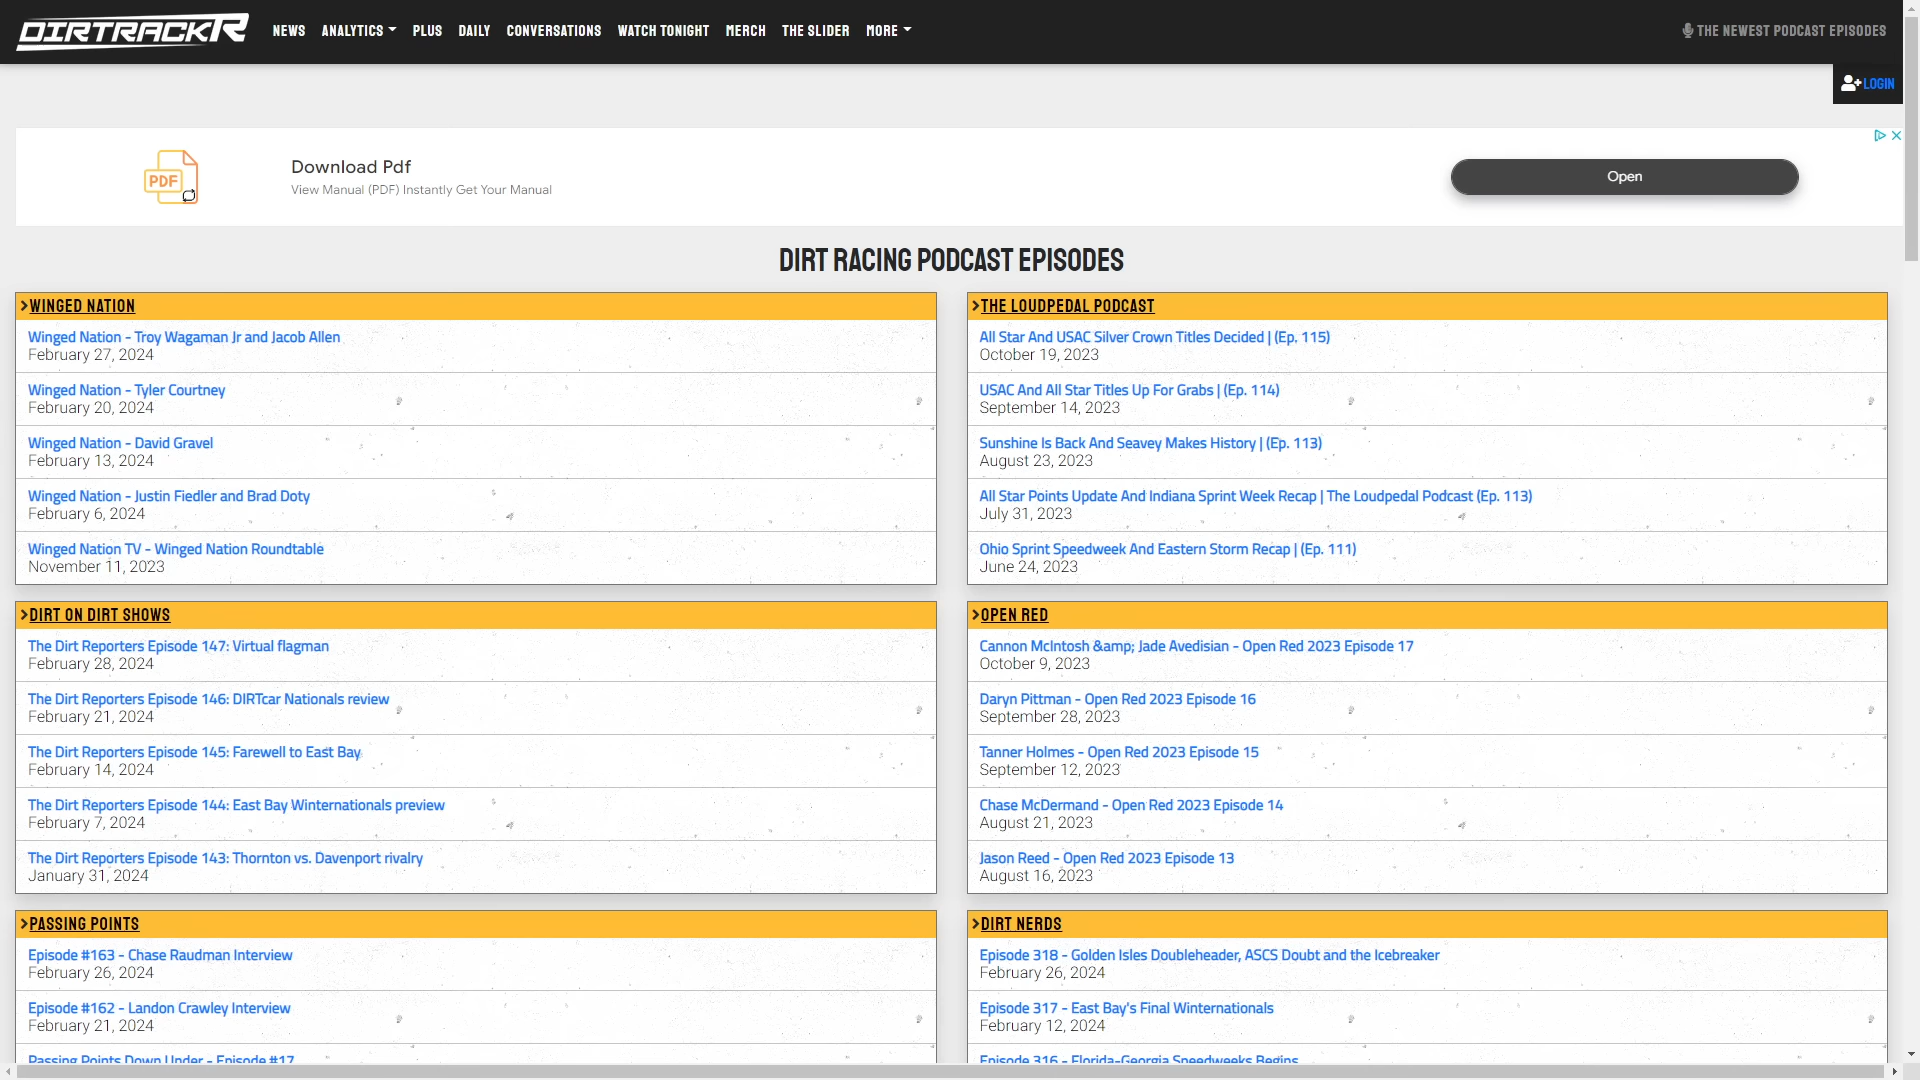 DIRTRACKR
NEWS ANALYTICS PLUS DAILY CONVERSATIONS WATCH TONIGHT MERCH THE SLIDER MORE
THE NEWEST PODCAST EPISODES
LOGIN
PDF
Download Pdf
View Manual (PDF) Instantly Get Your Manual
Open
DIRT RACING PODCAST EPISODES
WINGED NATION
Winged Nation - Troy Wagaman Jr and Jacob Allen
February 27, 2024
Winged Nation - Tyler Courtney
February 20, 2024
Winged Nation - David Gravel
February 13, 2024
Winged Nation - Justin Fiedler and Brad Doty
February 6, 2024
Winged Nation TV - Winged Nation Roundtable
November 11, 2023
THE LOUDPEDAL PODCAST
All Star And USAC Silver Crown Titles Decided | (Ep. 115)
October 19, 2023
USAC And All Star Titles Up For Grabs | (Ep. 114)
September 14, 2023
Sunshine Is Back And Seavey Makes History | (Ep. 113)
August 23, 2023
All Star Points Update And Indiana Sprint Week Recap | The Loudpedal Podcast (Ep. 113)
July 31, 2023
Ohio Sprint Speedweek And Eastern Storm Recap | (Ep. 111)
June 24, 2023
DIRT ON DIRT SHOWS
The Dirt Reporters Episode 147: Virtual flagman
February 28, 2024
The Dirt Reporters Episode 146: DIRTcar Nationals review
February 21, 2024
The Dirt Reporters Episode 145: Farewell to East Bay
February 14, 2024
The Dirt Reporters Episode 144: East Bay Winternationals preview
February 7, 2024
The Dirt Reporters Episode 143: Thornton vs. Davenport rivalry
January 31, 2024
OPEN RED
Cannon McIntosh &amp; Jade Avedisian - Open Red 2023 Episode 17
October 9, 2023
Daryn Pittman - Open Red 2023 Episode 16
September 28, 2023
Tanner Holmes - Open Red 2023 Episode 15
September 12, 2023
Chase McDermand - Open Red 2023 Episode 14
August 21, 2023
Jason Reed - Open Red 2023 Episode 13
August 16, 2023
PASSING POINTS
Episode #163 - Chase Raudman Interview
February 26, 2024
Episode #162 - Landon Crawley Interview
February 21, 2024
Passing Points Down Under - Episode #17
DIRT NERDS
Episode 318 - Golden Isles Doubleheader, ASCS Doubt and the Icebreaker
February 26, 2024
Episode 317 - East Bay's Final Winternationals
February 12, 2024
Episode 316 - Florida-Georgia Speedweeks Begins